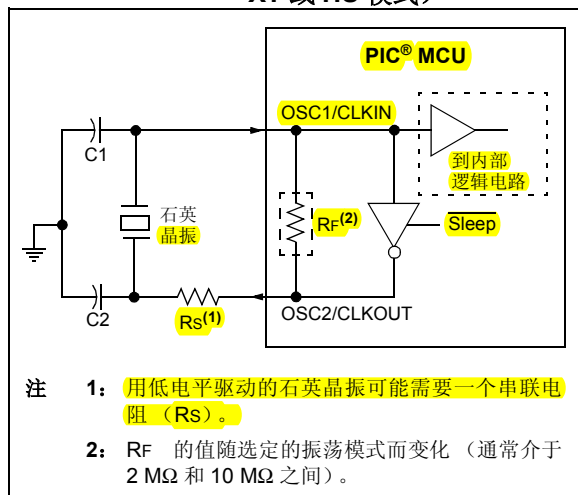 XT 或 HS 模式）
PIC® MCU
OSC1/CLKIN
C1
到内部
逻辑电路
石英
晶振
RF(2)
Sleep
C2
RS(1)
OSC2/CLKOUT
注 1： 用低电平驱动的石英晶振可能需要一个串联电
阻 （RS）。
2： RF 的值随选定的振荡模式而变化 （通常介于
2 MΩ 和 10 MΩ 之间）。